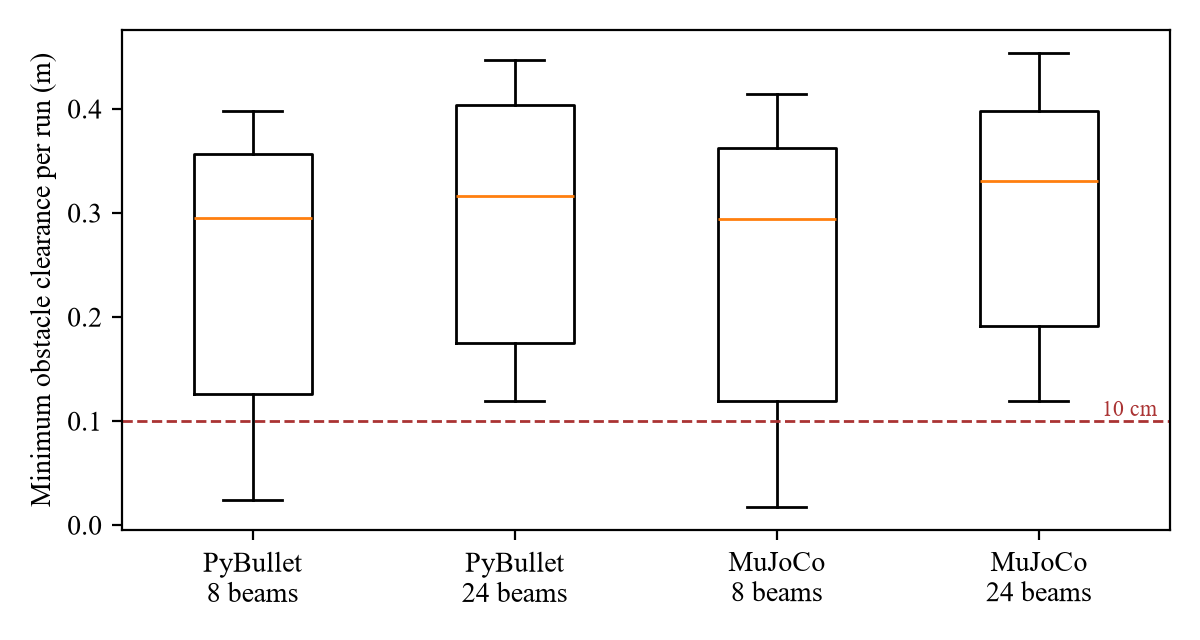 Minimum obstacle clearance per run (m)
0.4
0.3
0.2
0.1
0.0
10 cm
PyBullet
8 beams
PyBullet
24 beams
MuJoCo
8 beams
MuJoCo
24 beams